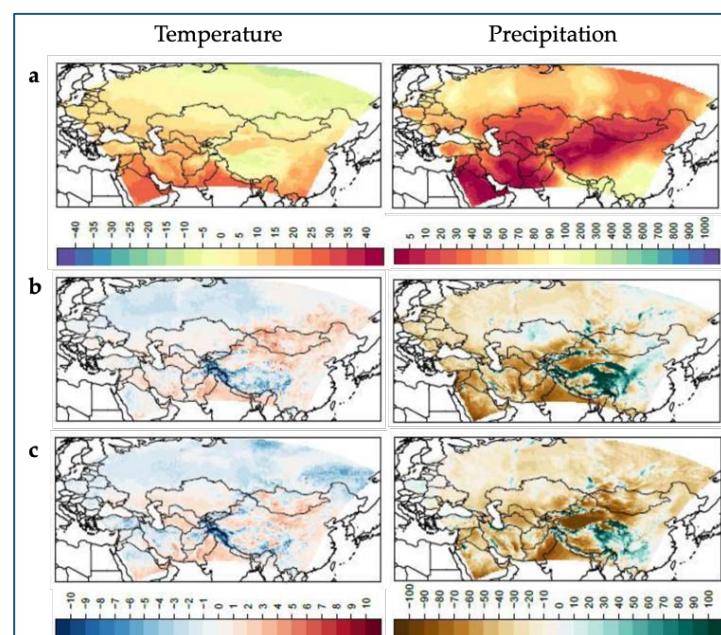 Temperature Precipitation
a
−40 −35 −30 −25 −20 −15 −10 −5 0 5 10 15 20 25 30 35 40
5 10 20 30 40 50 60 70 80 90 100 200 300 400 500 600 700 800 900 1000
b
c
−10 −9 −8 −7 −6 −5 −4 −3 −2 −1 0 1 2 3 4 5 6 7 8 9 10
−100 −90 −80 −70 −60 −50 −40 −30 −20 −10 0 10 20 30 40 50 60 70 80 90 100